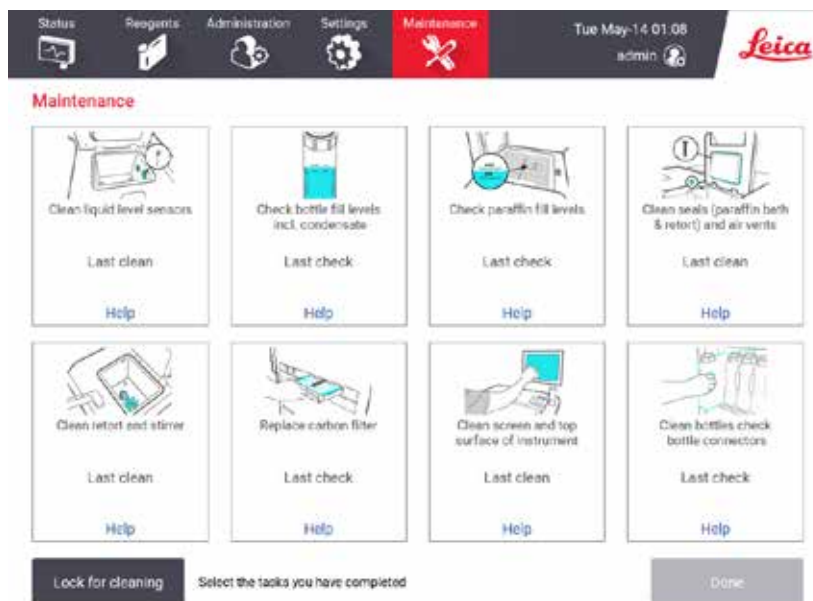 Status Reagents Administration Settings Maintenance Tue May-14 01:08
admin
Leica
Maintenance
Clean liquid level sensors
Last clean
Help
Check bottle fill levels
incl. condensate
Last check
Help
Check paraffin fill levels
Last check
Help
Clean seals (paraffin bath
& retort) and air vents
Last clean
Help
Clean retort and stirrer
Last clean
Help
Replace carbon filter
Last check
Help
Clean screen and top
surface of instrument
Last clean
Help
Clean bottles check
bottle connectors
Last check
Help
Lock for cleaning Select the tasks you have completed Done